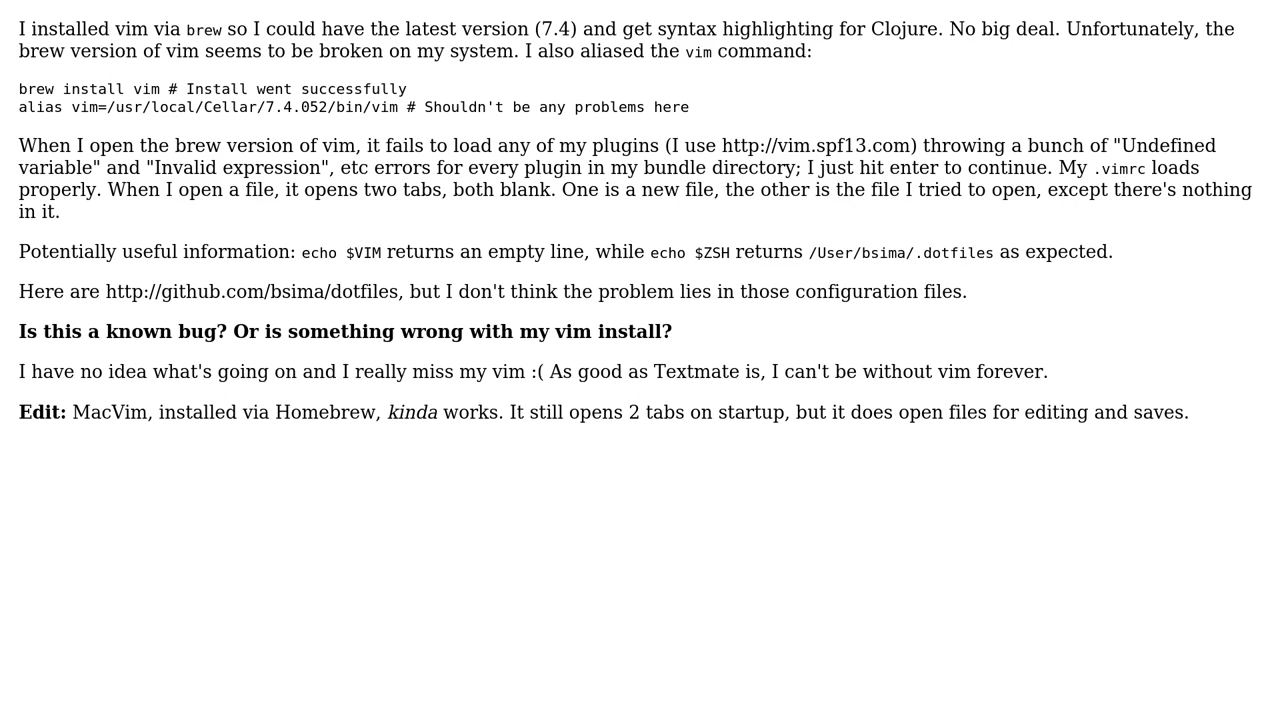 I installed vim via brew so I could have the latest version (7.4) and get syntax highlighting for Clojure. No big deal. Unfortunately, the
brew version of vim seems to be broken on my system. I also aliased the vim command:
brew install vim # Install went successfully
alias vim=/usr/local/Cellar/7.4.052/bin/vim # Shouldn't be any problems here
When I open the brew version of vim, it fails to load any of my plugins (I use http://vim.spf13.com) throwing a bunch of "Undefined
variable" and "Invalid expression", etc errors for every plugin in my bundle directory; I just hit enter to continue. My .vimrc loads
properly. When I open a file, it opens two tabs, both blank. One is a new file, the other is the file I tried to open, except there's nothing
in it.
Potentially useful information: echo $VIM returns an empty line, while echo $ZSH returns /User/bsima/.dotfiles as expected.
Here are http://github.com/bsima/dotfiles, but I don't think the problem lies in those configuration files.
Is this a known bug? Or is something wrong with my vim install?
I have no idea what's going on and I really miss my vim :( As good as Textmate is, I can't be without vim forever.
Edit: MacVim, installed via Homebrew, kinda works. It still opens 2 tabs on startup, but it does open files for editing and saves.